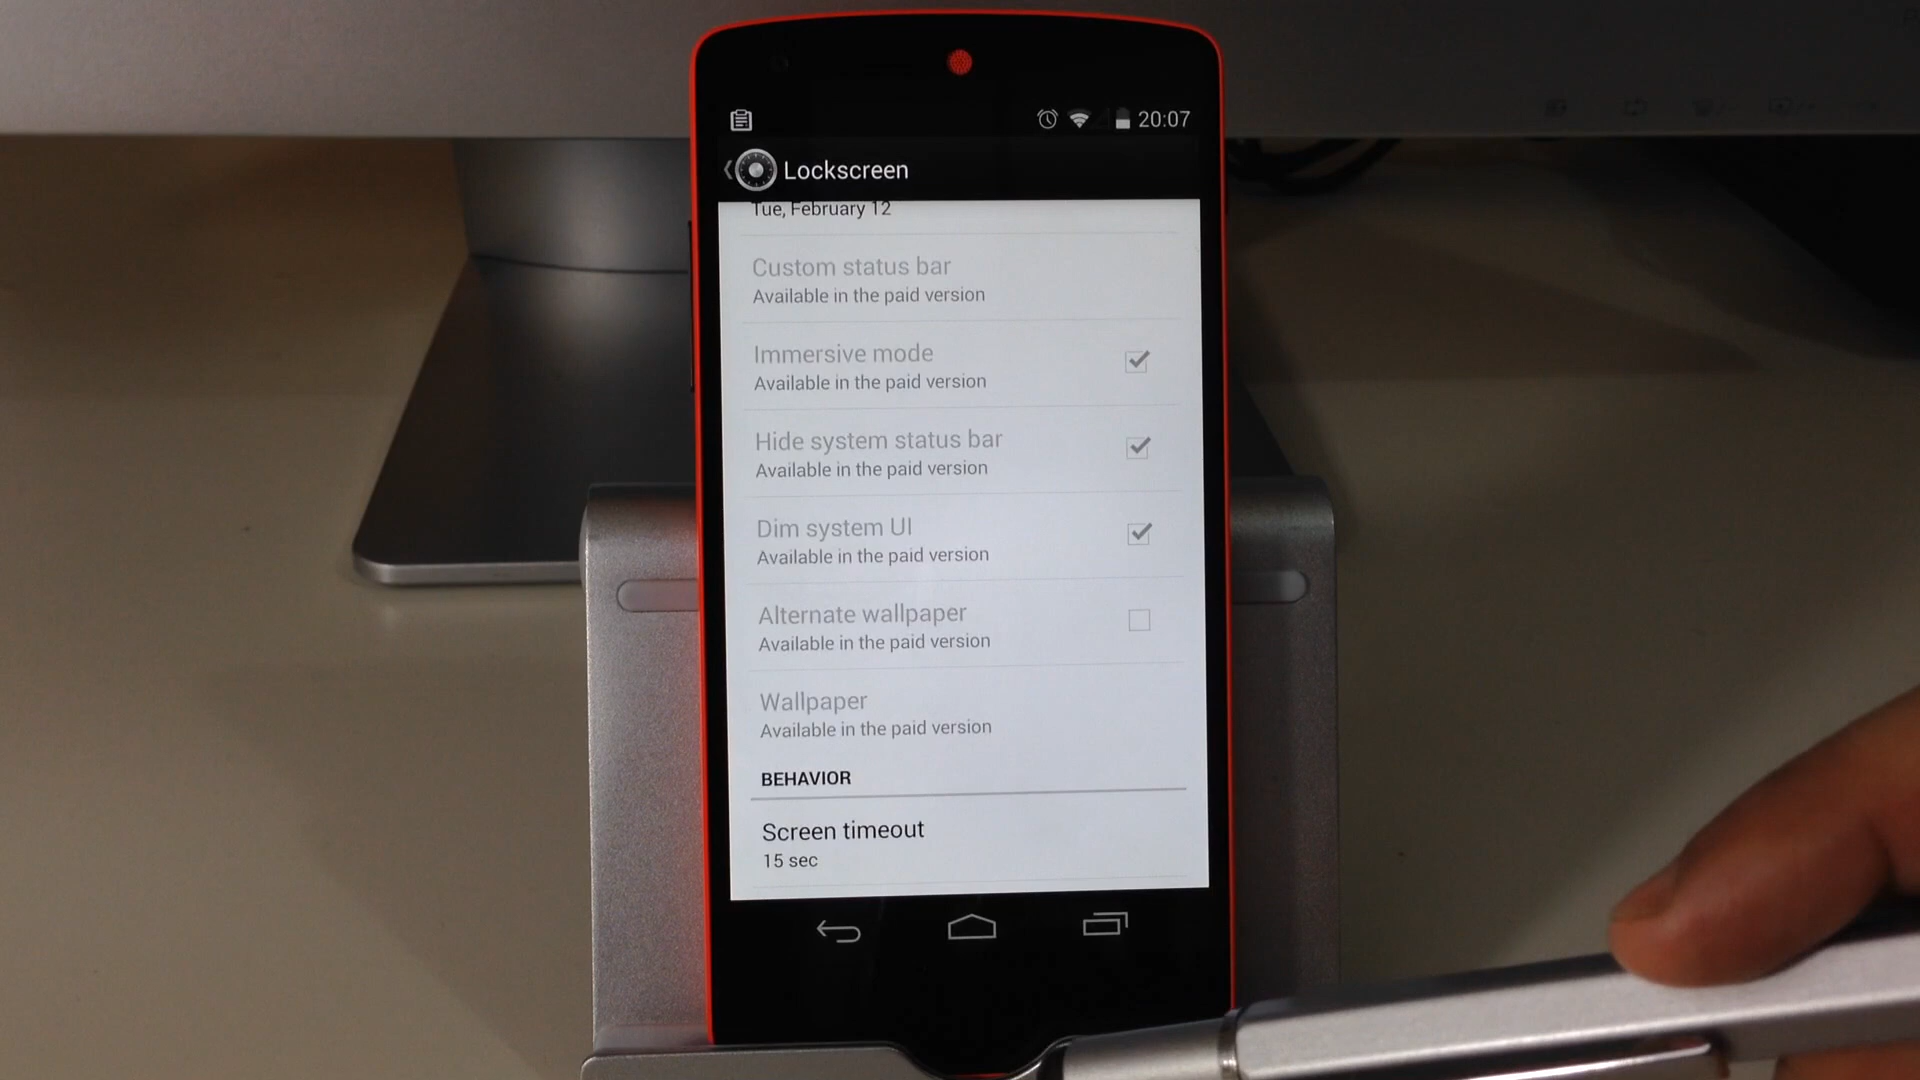 20:07
Lockscreen
Tue, February 12
Custom status bar
Available in the paid version
Immersive mode
Available in the paid version
Hide system status bar
Available in the paid version
Dim system UI
Available in the paid version
Alternate wallpaper
Available in the paid version
Wallpaper
Available in the paid version
BEHAVIOR
Screen timeout
15 sec